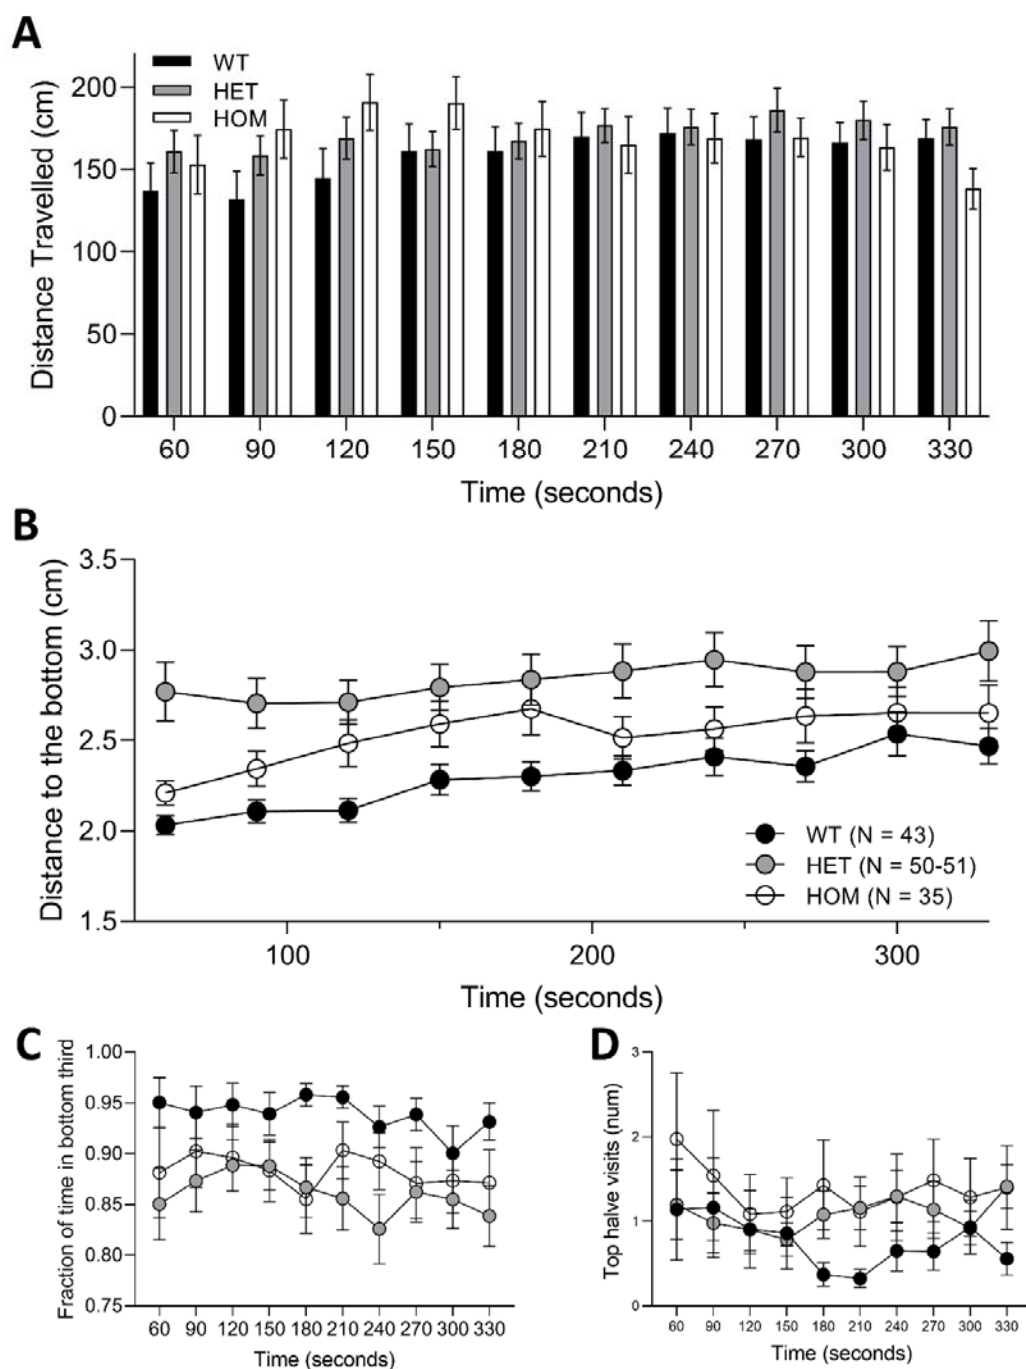 A
WT
HET
HOM
Distance Travelled (cm)
200
150
100
50
0
60 90 120 150 180 210 240 270 300 330
Time (seconds)
B
Distance to the bottom (cm)
3.5
3.0
2.5
2.0
1.5
WT (N = 43)
HET (N = 50-51)
HOM (N = 35)
100 200 300
Time (seconds)
C
Fraction of time in bottom third
1.00
0.95
0.90
0.85
0.80
0.75
60 90 120 150 180 210 240 270 300 330
Time (seconds)
D
Top halve visits (num)
3
2
1
0
60 90 120 150 180 210 240 270 300 330
Time (seconds)